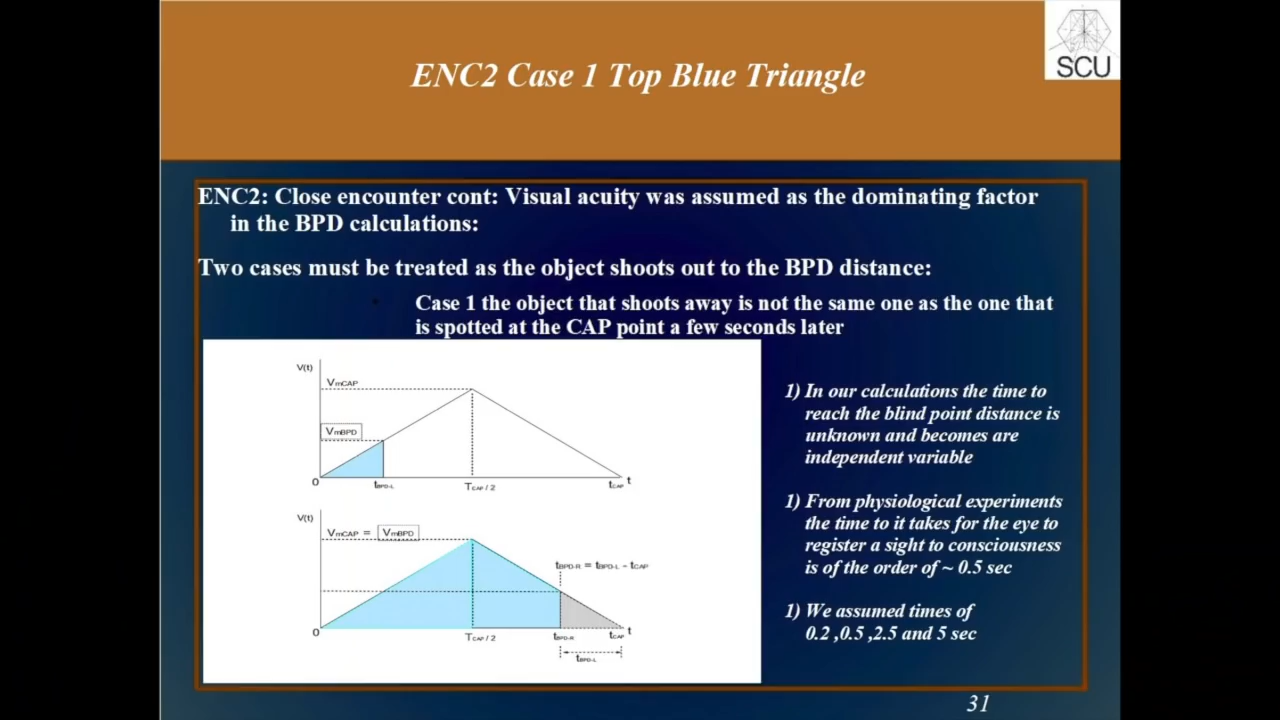 SCU
ENC2 Case 1 Top Blue Triangle
ENC2: Close encounter cont: Visual acuity was assumed as the dominating factor
in the BPD calculations:
Two cases must be treated as the object shoots out to the BPD distance:
Case 1 the object that shoots away is not the same one as the one that
is spotted at the CAP point a few seconds later
V(t)
VmCAP
VmBPD
0
tBPD-L
TCAP / 2
tCAP
t
V(t)
VmCAP = VmBPD
tBPD-R = tBPD-L - tCAP
0
TCAP / 2
tBPD-R
tCAP
t
tBPD-L
1) In our calculations the time to
reach the blind point distance is
unknown and becomes are
independent variable
1) From physiological experiments
the time to it takes for the eye to
register a sight to consciousness
is of the order of ~ 0.5 sec
1) We assumed times of
0.2 ,0.5 ,2.5 and 5 sec
31